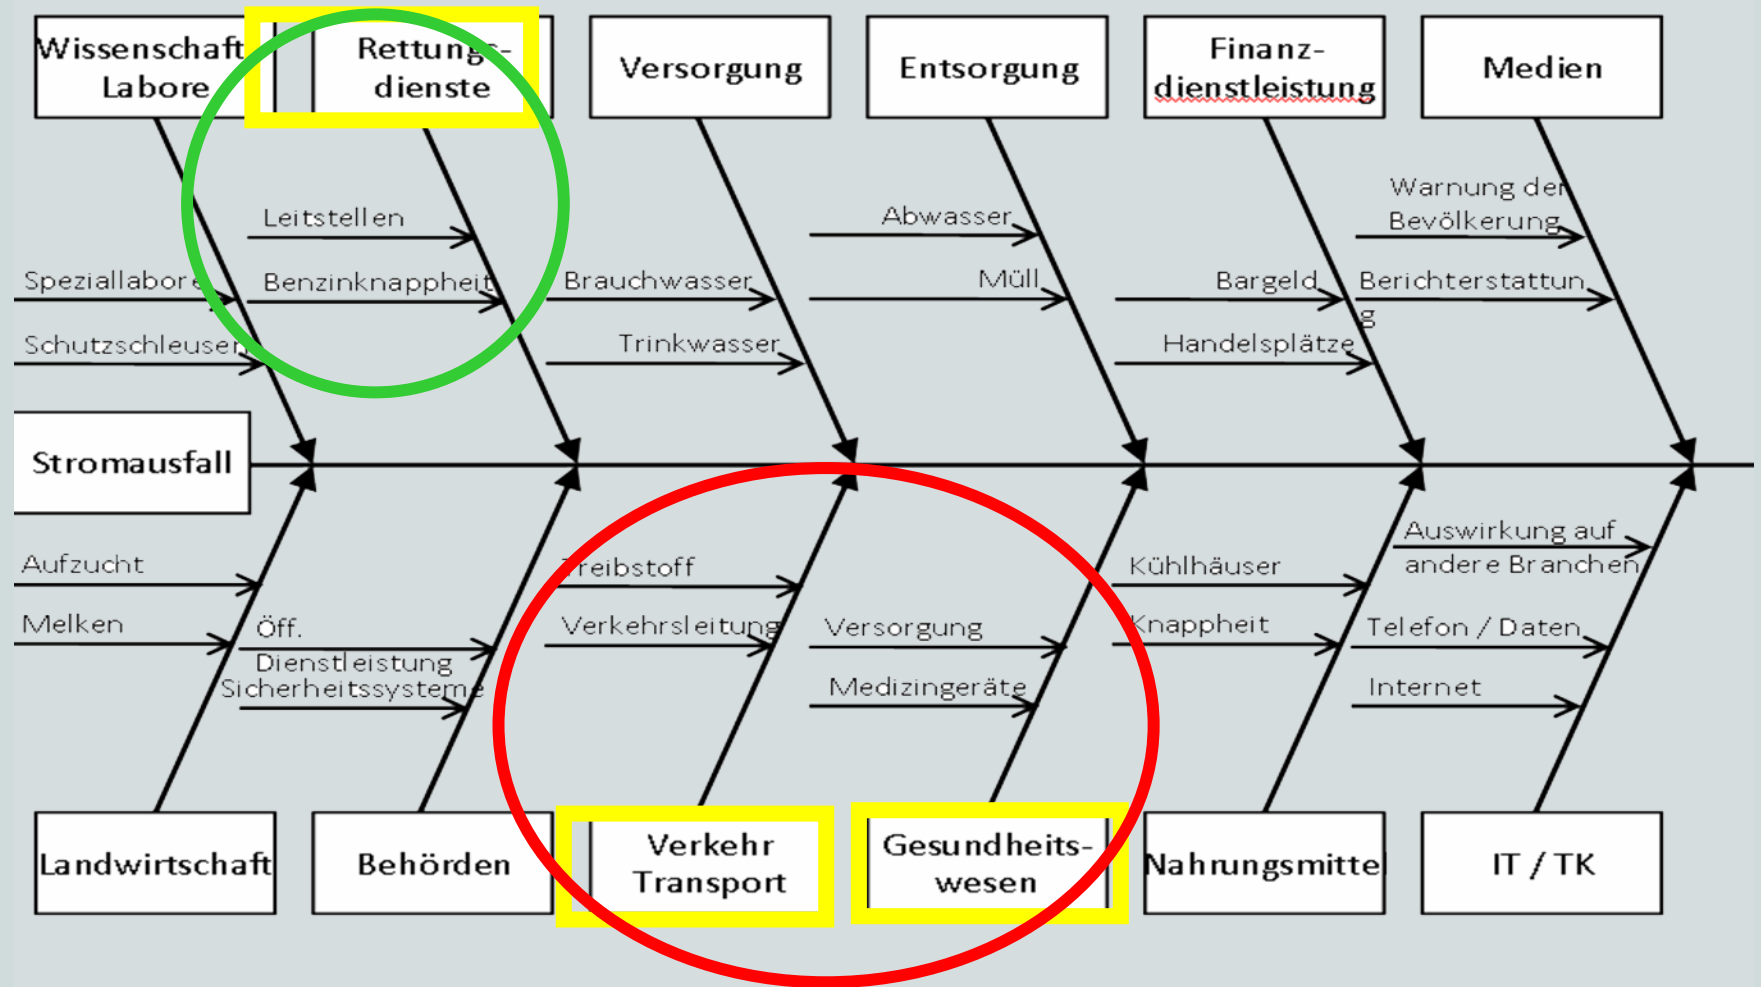 Wissenschaft
Labore
Rettungs-
dienste
Versorgung
Entsorgung
Finanz-
dienstleistung
Medien
Leitstellen
Benzinknappheit
Speziallabore
Schutzschleusen
Brauchwasser
Trinkwasser
Abwasser
Müll
Bargeld
Handelsplätze
Warnung der
Bevölkerung
Berichterstattun
g
Stromausfall
Aufzucht
Melken
Öff.
Dienstleistung
Sicherheitssysteme
Treibstoff
Verkehrsleitung
Versorgung
Medizingeräte
Kühlhäuser
Knappheit
Auswirkung auf
andere Branchen
Telefon / Daten
Internet
Landwirtschaft
Behörden
Verkehr
Transport
Gesundheits-
wesen
Nahrungsmittel
IT / TK